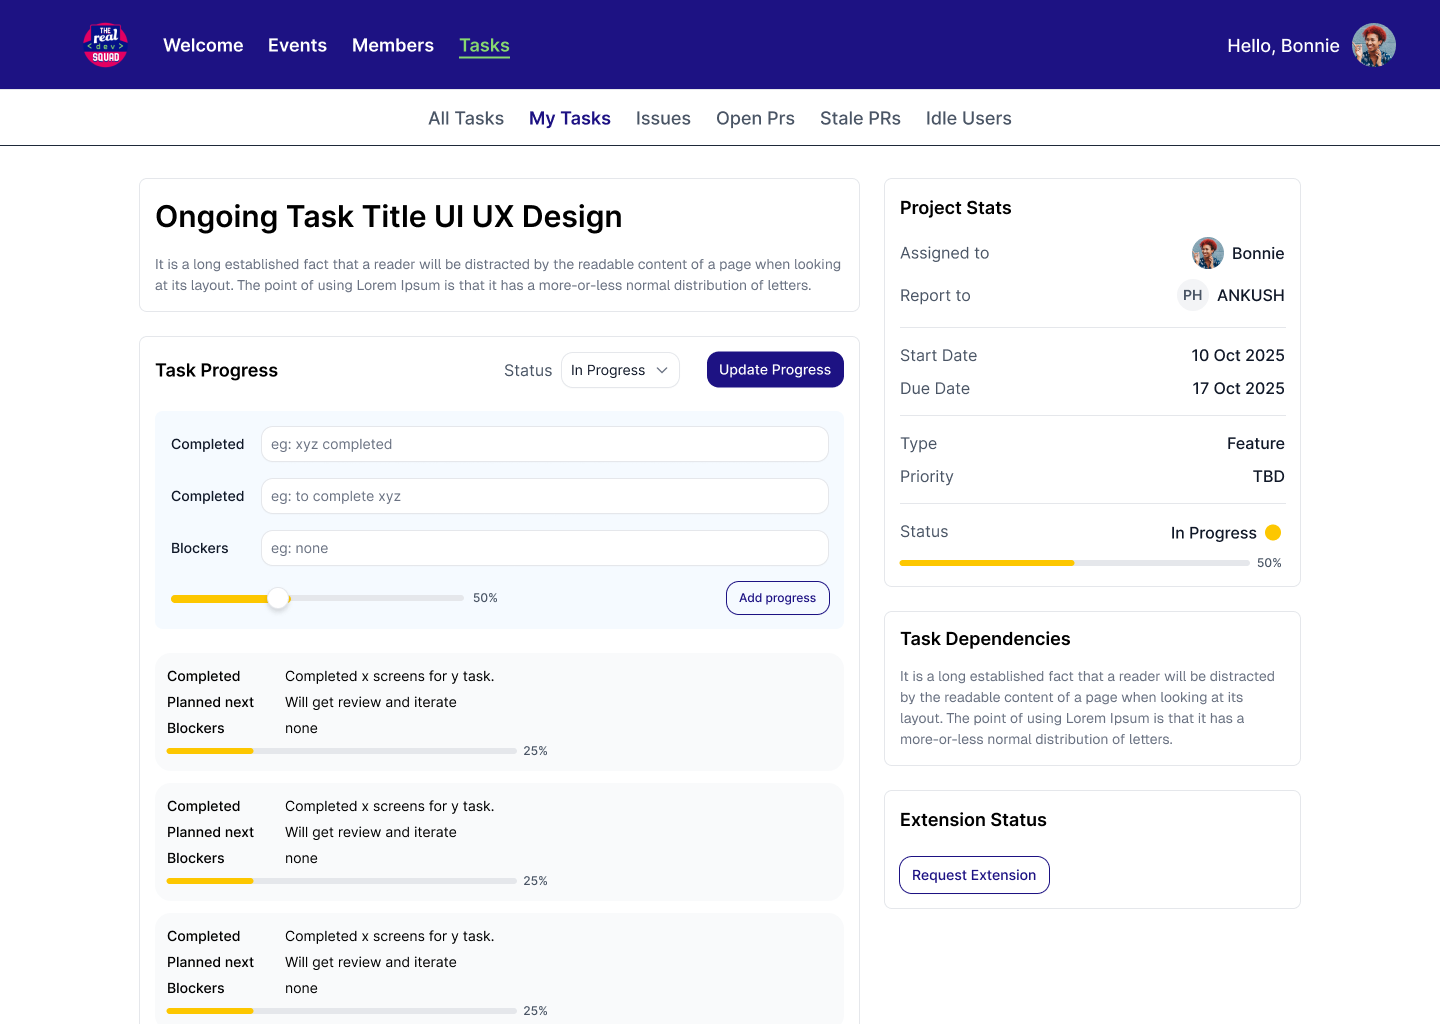 THE
real
<dev>
SQUAD
Welcome Events Members Tasks
Hello, Bonnie
All Tasks My Tasks Issues Open Prs Stale PRs Idle Users
Ongoing Task Title UI UX Design
It is a long established fact that a reader will be distracted by the readable content of a page when looking
at its layout. The point of using Lorem Ipsum is that it has a more-or-less normal distribution of letters.
Task Progress
Status In Progress
Update Progress
Completed eg: xyz completed
Completed eg: to complete xyz
Blockers eg: none
50%
Add progress
Completed Completed x screens for y task.
Planned next Will get review and iterate
Blockers none
25%
Completed Completed x screens for y task.
Planned next Will get review and iterate
Blockers none
25%
Completed Completed x screens for y task.
Planned next Will get review and iterate
Blockers none
25%
Project Stats
Assigned to Bonnie
Report to PH ANKUSH
Start Date 10 Oct 2025
Due Date 17 Oct 2025
Type Feature
Priority TBD
Status In Progress
50%
Task Dependencies
It is a long established fact that a reader will be distracted
by the readable content of a page when looking at its
layout. The point of using Lorem Ipsum is that it has a
more-or-less normal distribution of letters.
Extension Status
Request Extension